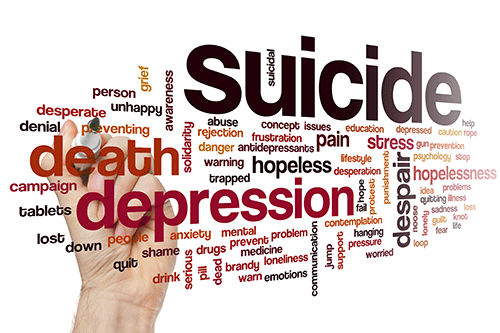 suicide
suicidal
grief
person
awareness
unhappy
desperate
denial
preventing
solidarity
abuse
rejection
danger
warning
trapped
concept
issues
frustration
antidepressants
education
depressed
help
caution
rope
pain
stress
gun
prevention
death
hopeless
lifestyle
desperation
despair
psychology
stop
hopelessness
campaign
tablets
depression
hope
fail
protest
punishment
idea
problems
quitting
illness
contemplation
noose
lonely
sadness
loss
guilt
knot
fear
life
loop
lost
down
people
anxiety
mental
problem
communication
hanging
pressure
worried
quit
shame
drugs
prevent
medicine
loneliness
jump
support
drink
serious
pill
dead
brandy
warn
emotions